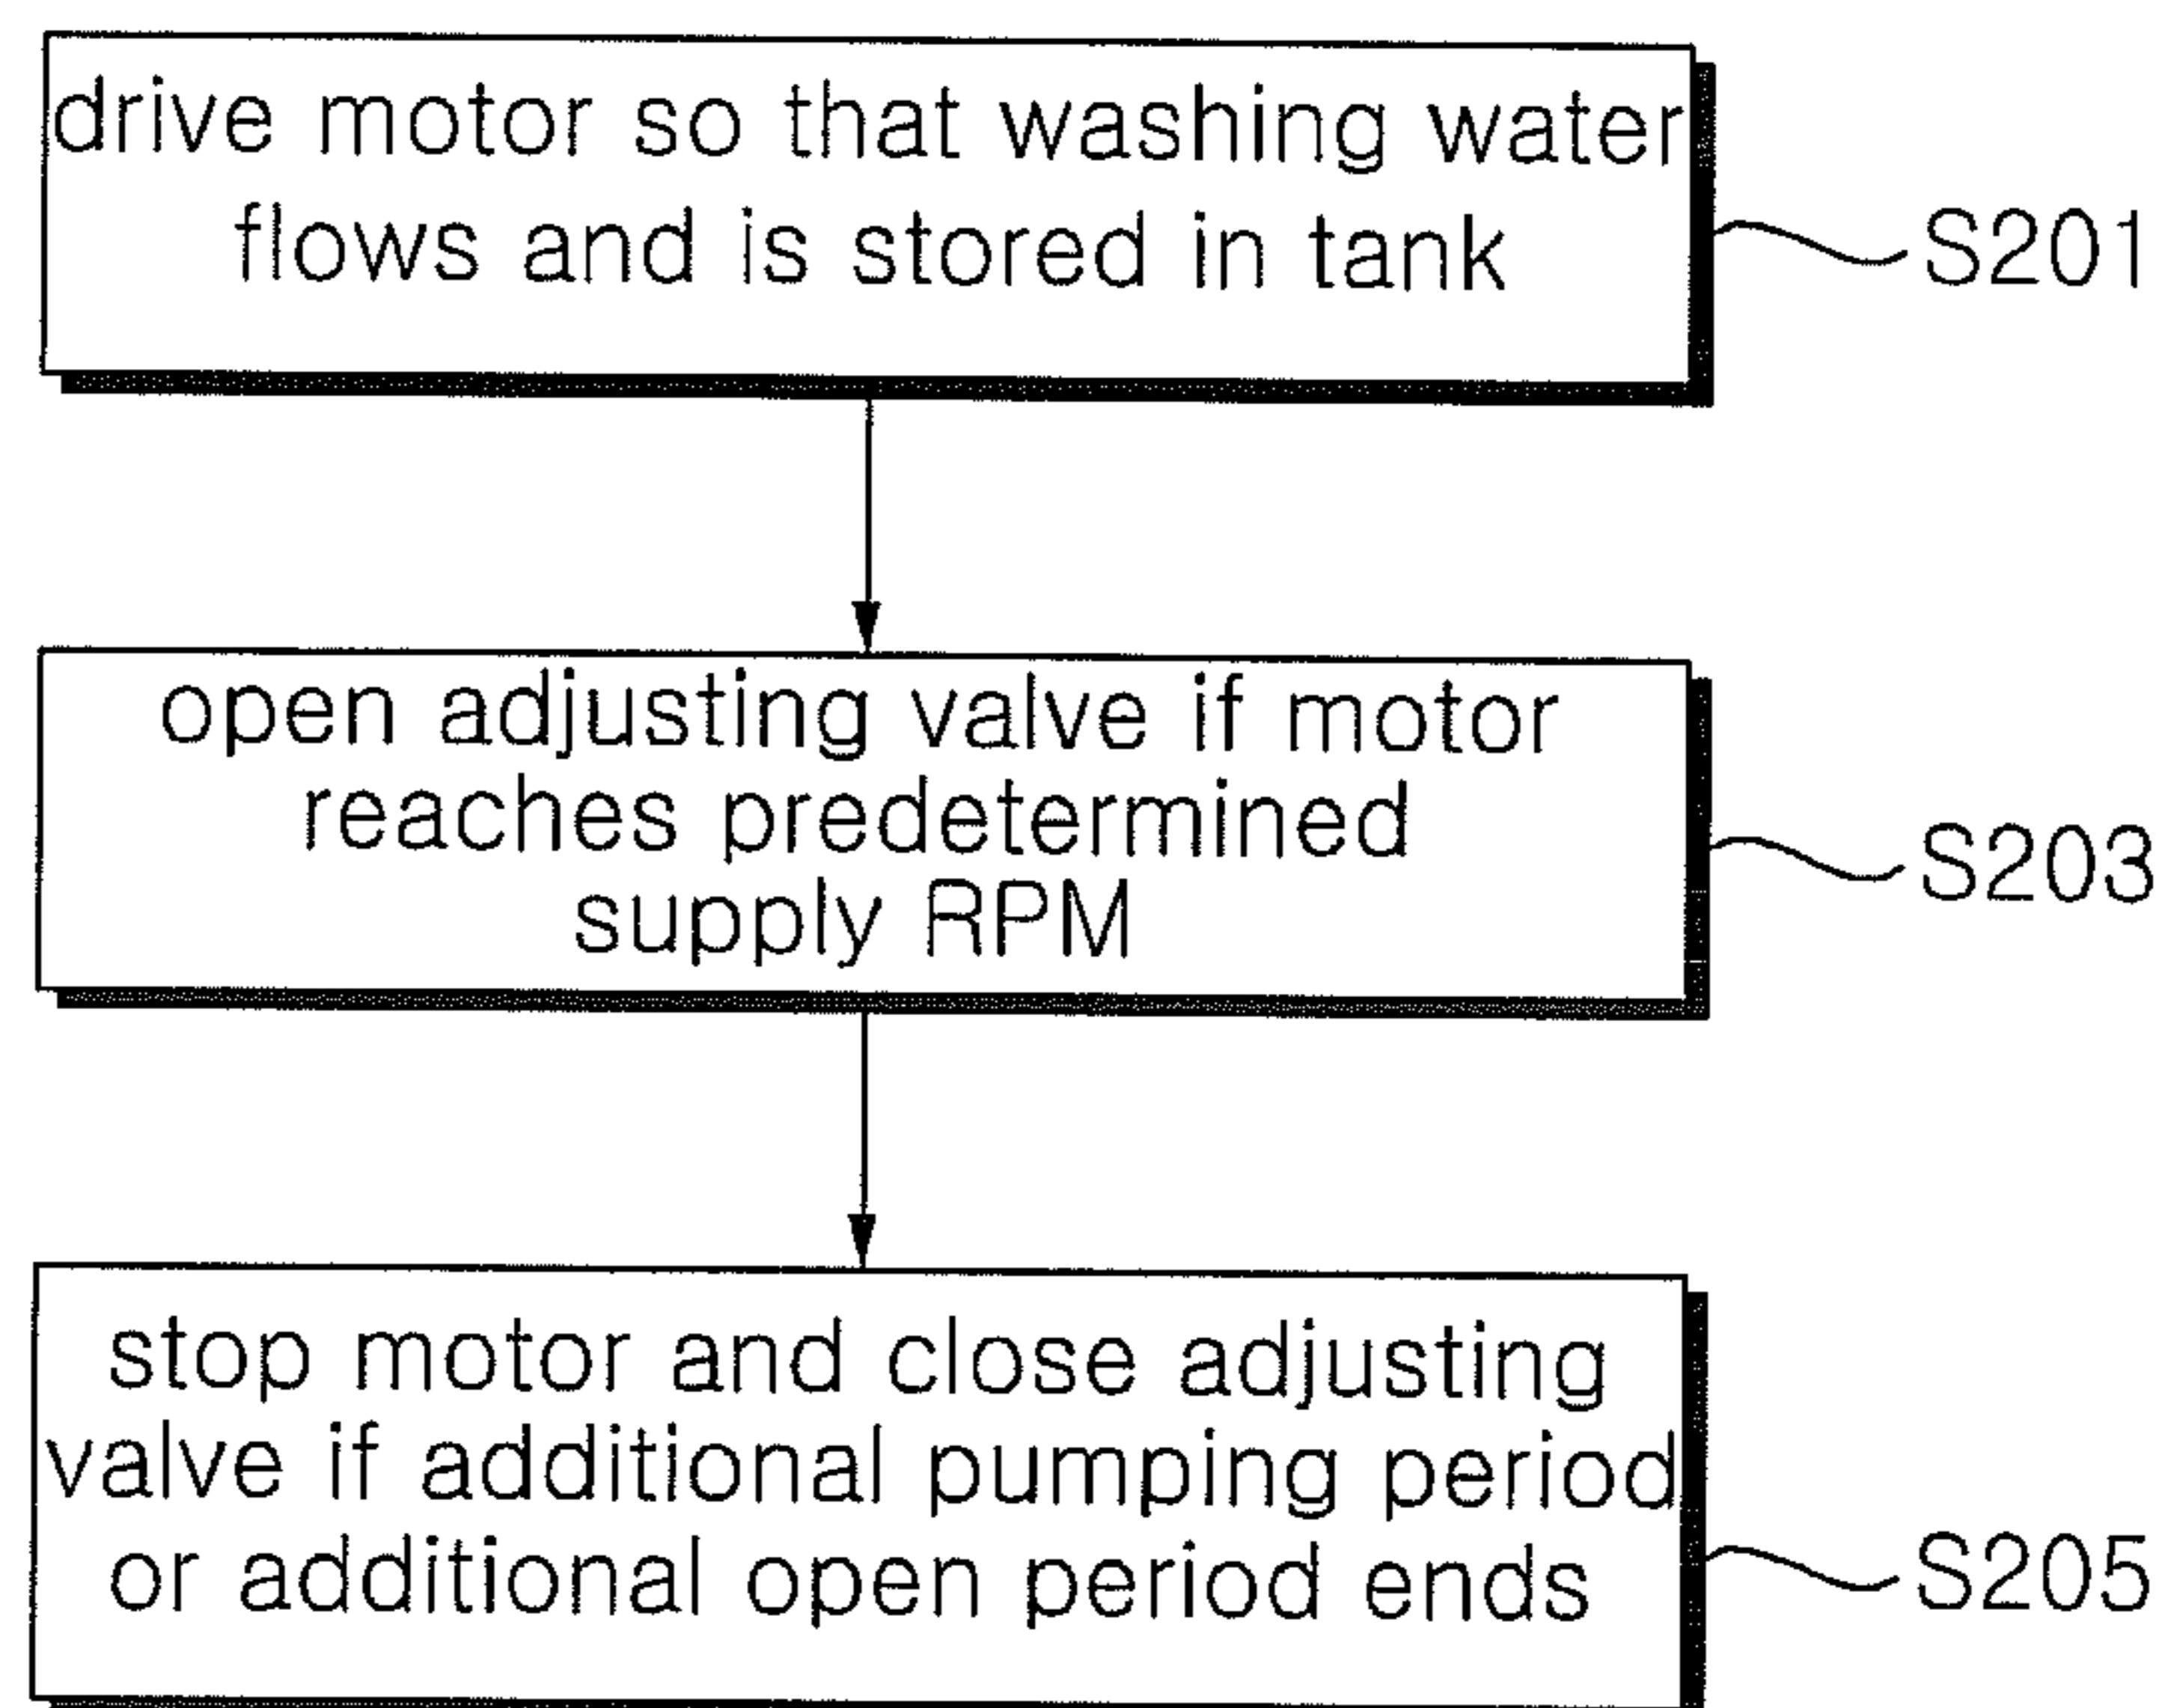 drive motor so that washing water
flows and is stored in tank
S201
open adjusting valve if motor
reaches predetermined
supply RPM
S203
stop motor and close adjusting
valve if additional pumping period
or additional open period ends
S205